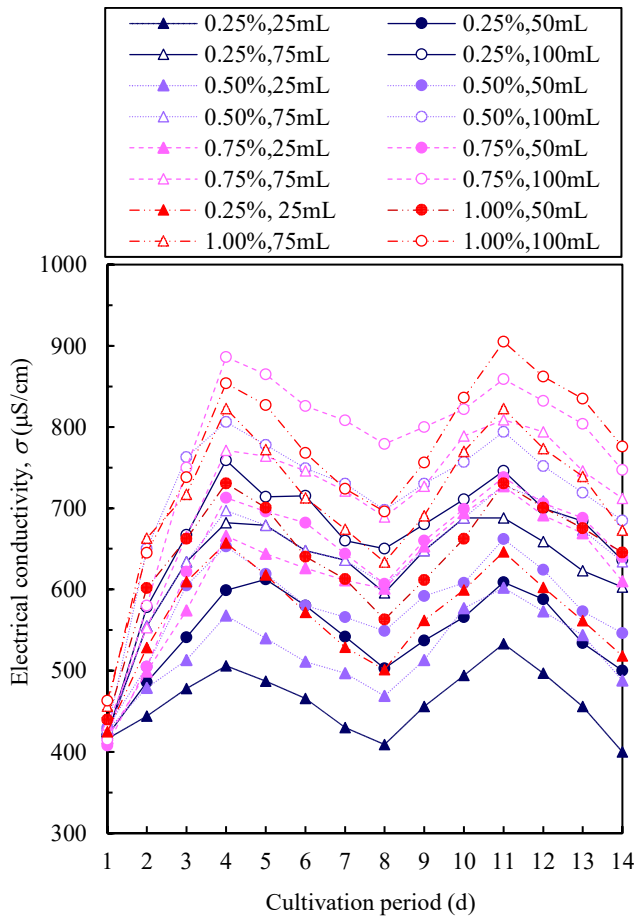 0.25%,25mL 0.25%,50mL
0.25%,75mL 0.25%,100mL
0.50%,25mL 0.50%,50mL
0.50%,75mL 0.50%,100mL
0.75%,25mL 0.75%,50mL
0.75%,75mL 0.75%,100mL
0.25%, 25mL 1.00%,50mL
1.00%,75mL 1.00%,100mL
1000
900
800
700
600
500
400
300
Electrical conductivity, σ (μS/cm)
1 2 3 4 5 6 7 8 9 10 11 12 13 14
Cultivation period (d)